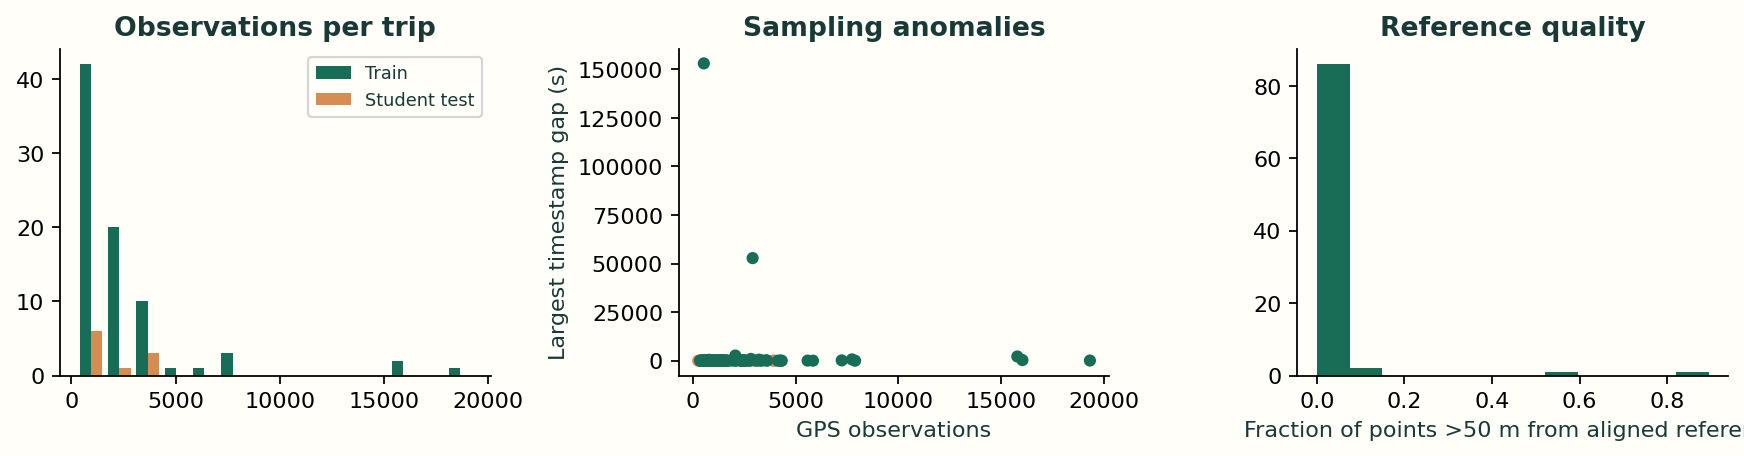 Observations per trip
40
30
20
10
0
0 5000 10000 15000 20000
Train
Student test
Sampling anomalies
Largest timestamp gap (s)
150000
125000
100000
75000
50000
25000
0
0 5000 10000 15000 20000
GPS observations
Reference quality
80
60
40
20
0
0.0 0.2 0.4 0.6 0.8
Fraction of points >50 m from aligned refere